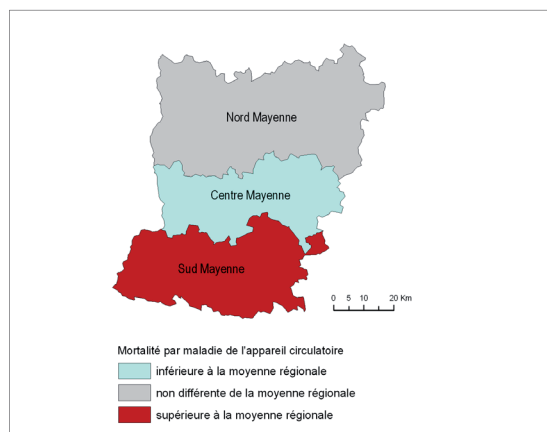 Nord Mayenne
Centre Mayenne
Sud Mayenne
0 5 10 20 Km
Mortalité par maladie de l'appareil circulatoire
inférieure à la moyenne régionale
non différente de la moyenne régionale
supérieure à la moyenne régionale